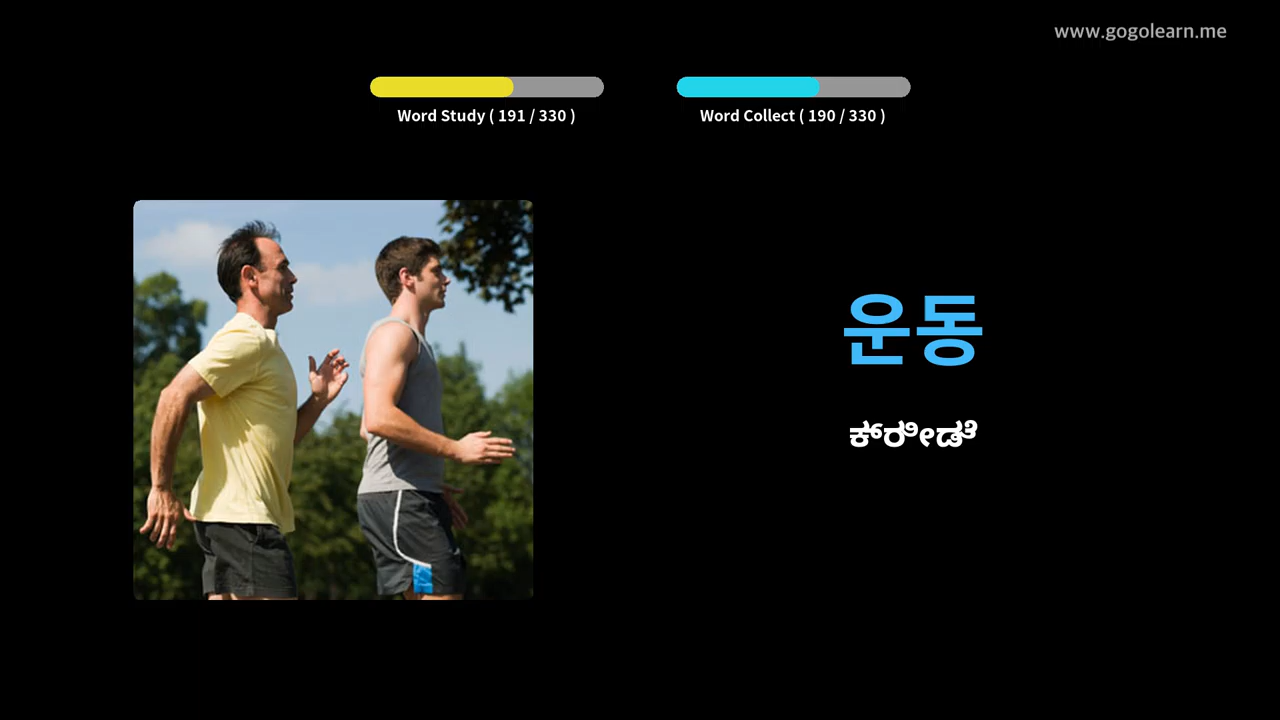 www.gogolearn.me
Word Study ( 191 / 330 )
Word Collect ( 190 / 330 )
운동
ಕ್ರೀಡೆ